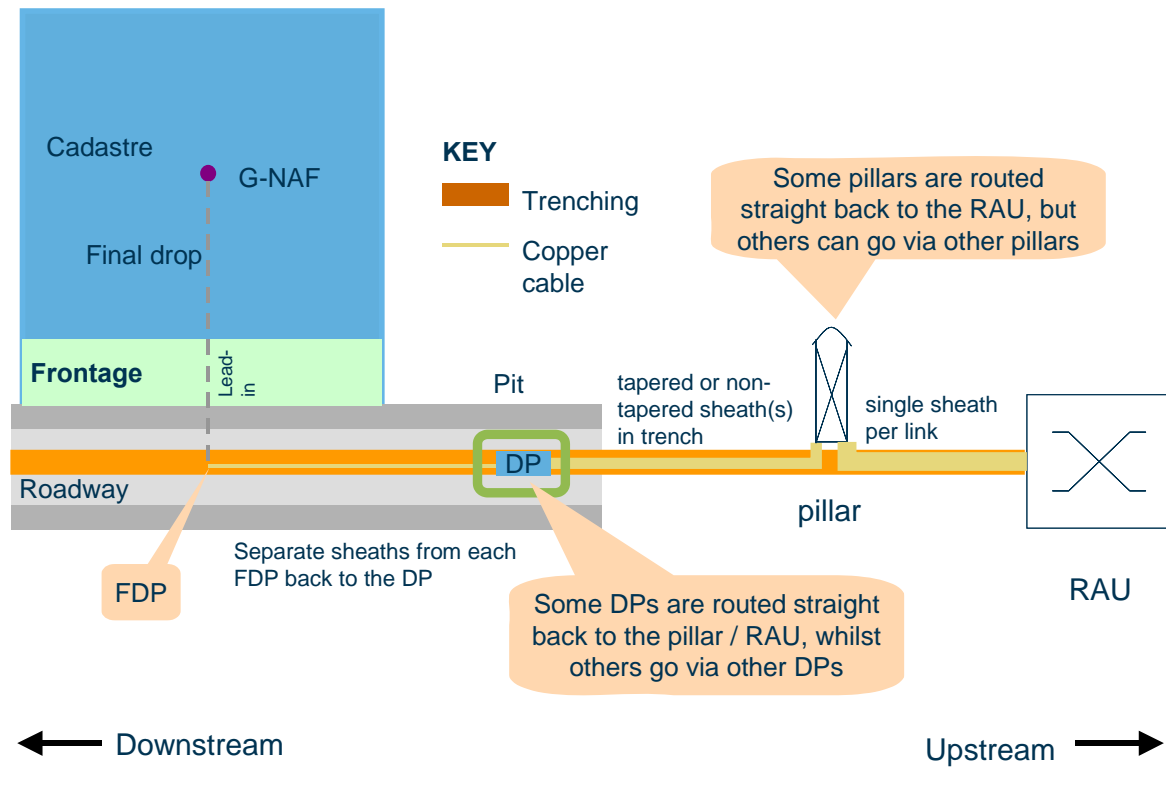 Cadastre
G-NAF
Final drop
Frontage
Lead-
in
KEY
Trenching
Copper
cable
Some pillars are routed
straight back to the RAU, but
others can go via other pillars
Pit
tapered or non-
tapered sheath(s)
in trench
single sheath
per link
DP
Roadway
pillar
RAU
FDP
Separate sheaths from each
FDP back to the DP
Some DPs are routed straight
back to the pillar / RAU, whilst
others go via other DPs
Downstream
Upstream